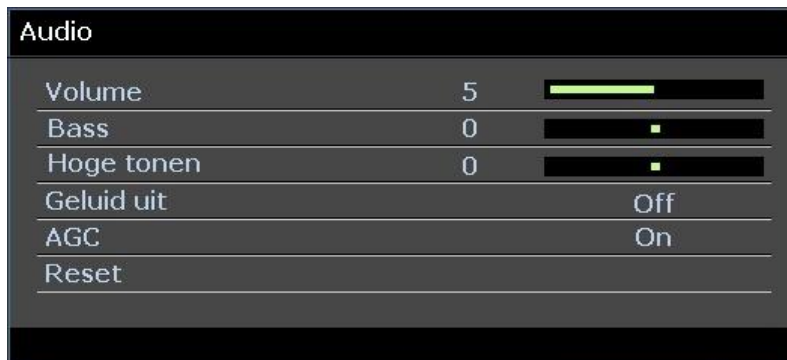 Audio
Volume 5
Bass 0
Hoge tonen 0
Geluid uit Off
AGC On
Reset